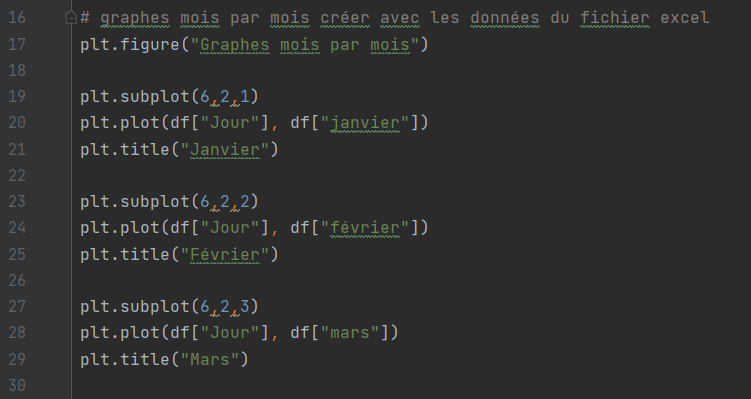 16 # graphes mois par mois créer avec les données du fichier excel
17 plt.figure("Graphes mois par mois")
18
19 plt.subplot(6,2,1)
20 plt.plot(df["Jour"], df["janvier"])
21 plt.title("Janvier")
22
23 plt.subplot(6,2,2)
24 plt.plot(df["Jour"], df["février"])
25 plt.title("Février")
26
27 plt.subplot(6,2,3)
28 plt.plot(df["Jour"], df["mars"])
29 plt.title("Mars")
30